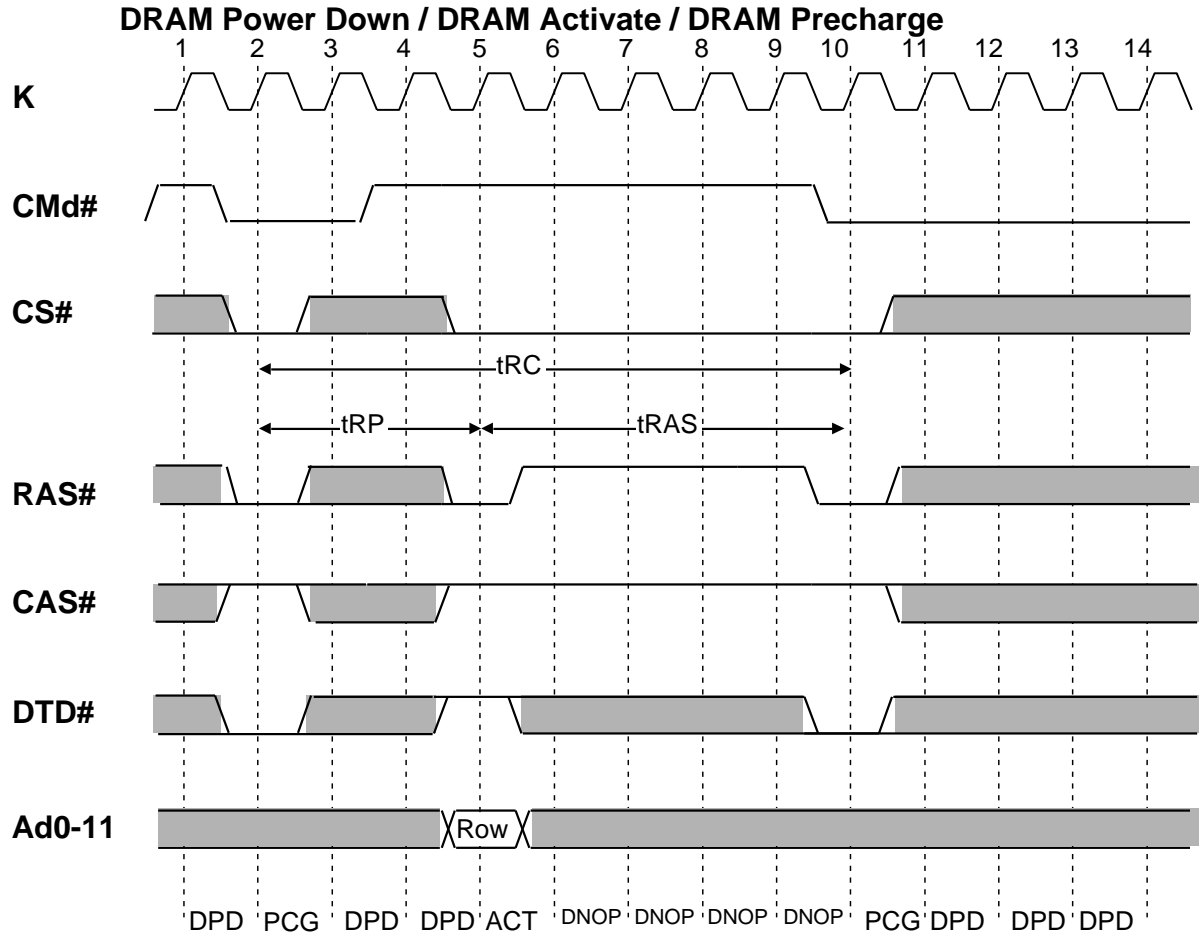 DRAM Power Down / DRAM Activate / DRAM Precharge
1 2 3 4 5 6 7 8 9 10 11 12 13 14
K
CMd#
CS#
tRC
tRP tRAS
RAS#
CAS#
DTD#
Ad0-11 Row
DPD PCG DPD DPD ACT DNOP DNOP DNOP DNOP PCG DPD DPD DPD